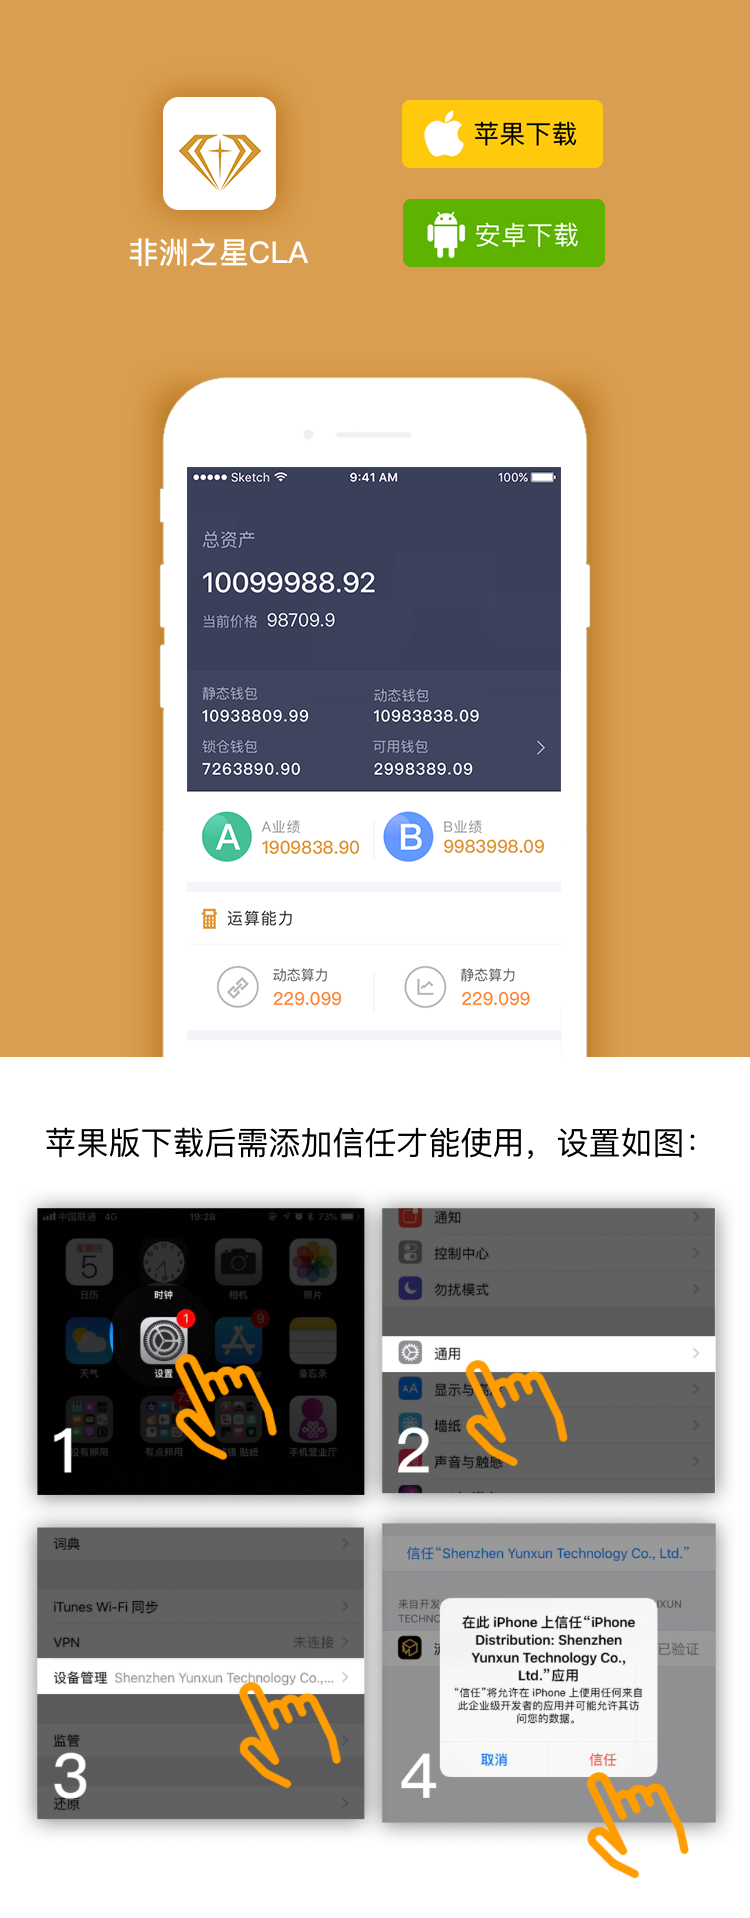 苹果下载
安卓下载
非洲之星CLA
Sketch 9:41 AM 100%
总资产
10099988.92
当前价格 98709.9
静态钱包 动态钱包
10938809.99 10983838.09
锁仓钱包 可用钱包
7263890.90 2998389.09
A A业绩 B B业绩
1909838.90 9983998.09
运算能力
动态算力 静态算力
229.099 229.099
苹果版下载后需添加信任才能使用，设置如图：
中国联通 4G 19:28 73%
星期四
5
日历 时钟 相机 照片
1 9
天气 设置 备忘录
没有卵用 有点卵用 贴纸 手机营业厅
1
通知
控制中心
勿扰模式
通用
AA 显示与
墙纸
声音与触感
2
词典
iTunes Wi-Fi 同步
VPN 未连接
设备管理 Shenzhen Yunxun Technology Co.,...
监管
还原
3
信任“Shenzhen Yunxun Technology Co., Ltd.”
来自开发
TECHNO
已验证
在此 iPhone 上信任“iPhone
Distribution: Shenzhen
Yunxun Technology Co.,
Ltd.”应用
“信任”将允许在 iPhone 上使用任何来自
此企业级开发者的应用并可能允许其访
问您的数据。
取消 信任
4